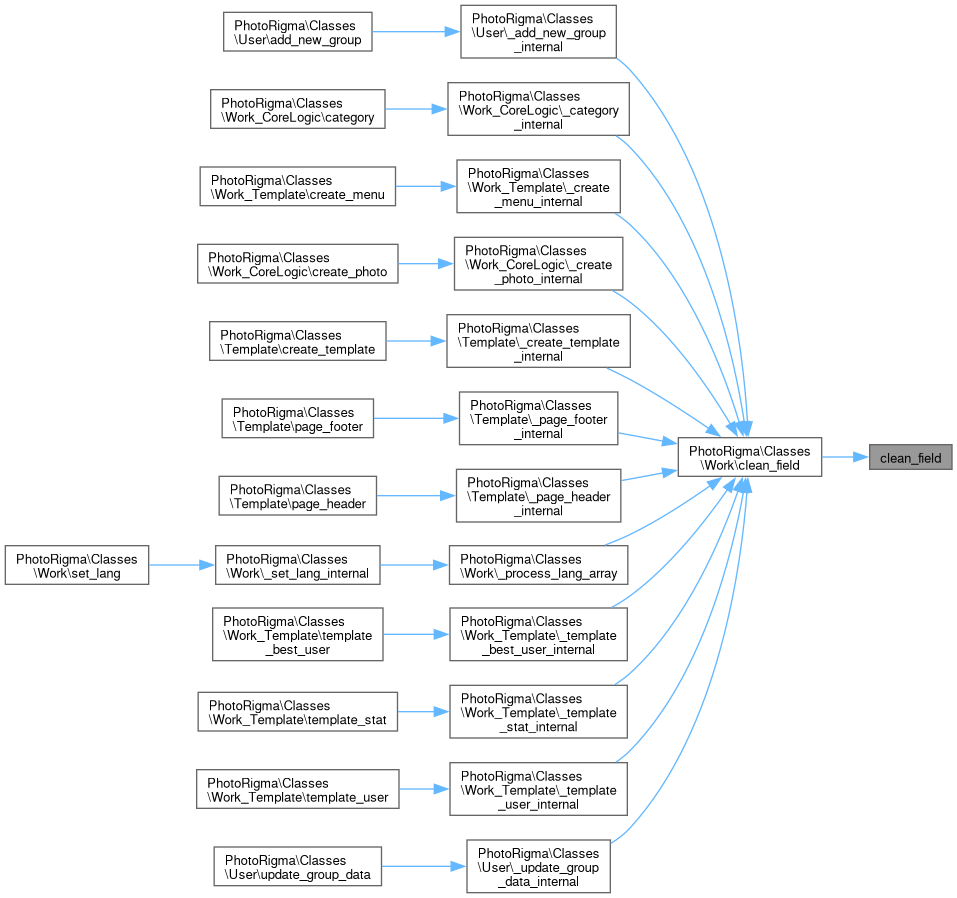 PhotoRigma\Classes
\User\add_new_group
PhotoRigma\Classes
\User\_add_new_group
_internal
PhotoRigma\Classes
\Work_CoreLogic\category
PhotoRigma\Classes
\Work_CoreLogic\_category
_internal
PhotoRigma\Classes
\Work_Template\create_menu
PhotoRigma\Classes
\Work_Template\_create
_menu_internal
PhotoRigma\Classes
\Work_CoreLogic\create_photo
PhotoRigma\Classes
\Work_CoreLogic\_create
_photo_internal
PhotoRigma\Classes
\Template\create_template
PhotoRigma\Classes
\Template\_create_template
_internal
PhotoRigma\Classes
\Template\page_footer
PhotoRigma\Classes
\Template\_page_footer
_internal
PhotoRigma\Classes
\Work\clean_field
clean_field
PhotoRigma\Classes
\Template\page_header
PhotoRigma\Classes
\Template\_page_header
_internal
PhotoRigma\Classes
\Work\set_lang
PhotoRigma\Classes
\Work\_set_lang_internal
PhotoRigma\Classes
\Work\_process_lang_array
PhotoRigma\Classes
\Work_Template\template
_best_user
PhotoRigma\Classes
\Work_Template\_template
_best_user_internal
PhotoRigma\Classes
\Work_Template\template_stat
PhotoRigma\Classes
\Work_Template\_template
_stat_internal
PhotoRigma\Classes
\Work_Template\template_user
PhotoRigma\Classes
\Work_Template\_template
_user_internal
PhotoRigma\Classes
\User\update_group_data
PhotoRigma\Classes
\User\_update_group
_data_internal